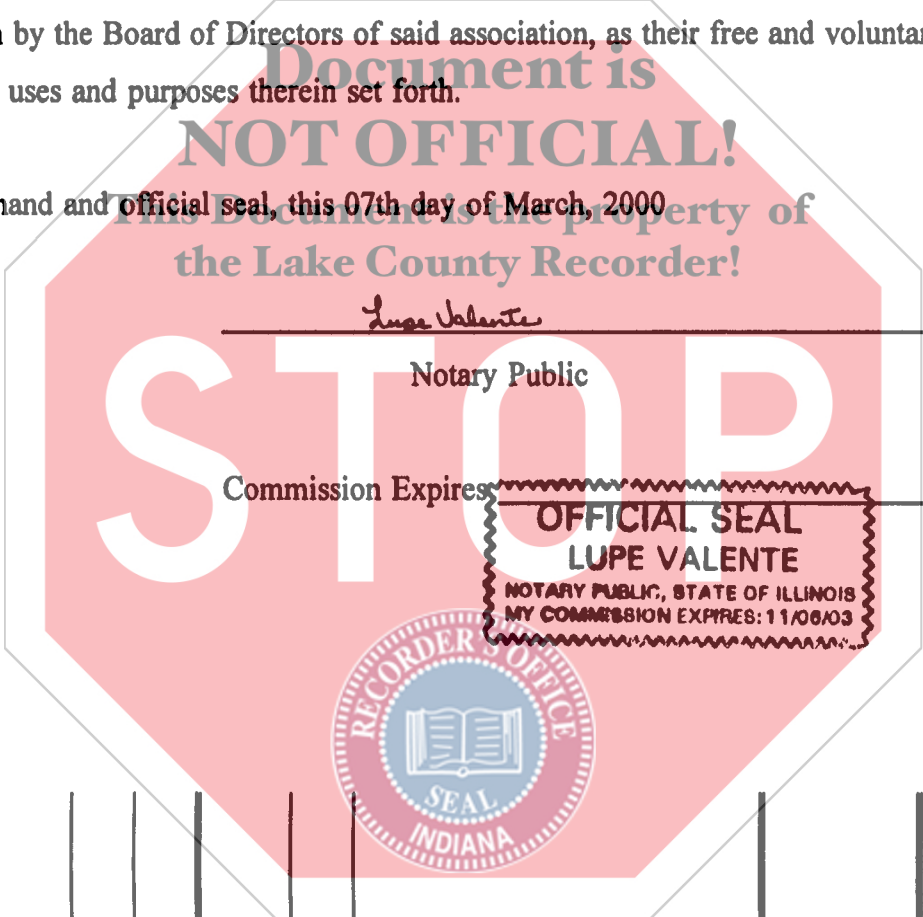 by the Board of Directors of said association, as their free and
Document is
uses and purposes therein set forth.
NOT OFFICIAL!
and official seal, this 07th day of March, 2000
This Document is the property of
the Lake County Recorder!
Lupe Valente
STOP
Notary Public
Commission Expires
OFFICIAL SEAL
LUPE VALENTE
NOTARY PUBLIC, STATE OF ILLINOIS
MY COMMISSION EXPIRES: 11/06/03
RECORDER'S OFFICE
SEAL
INDIANA